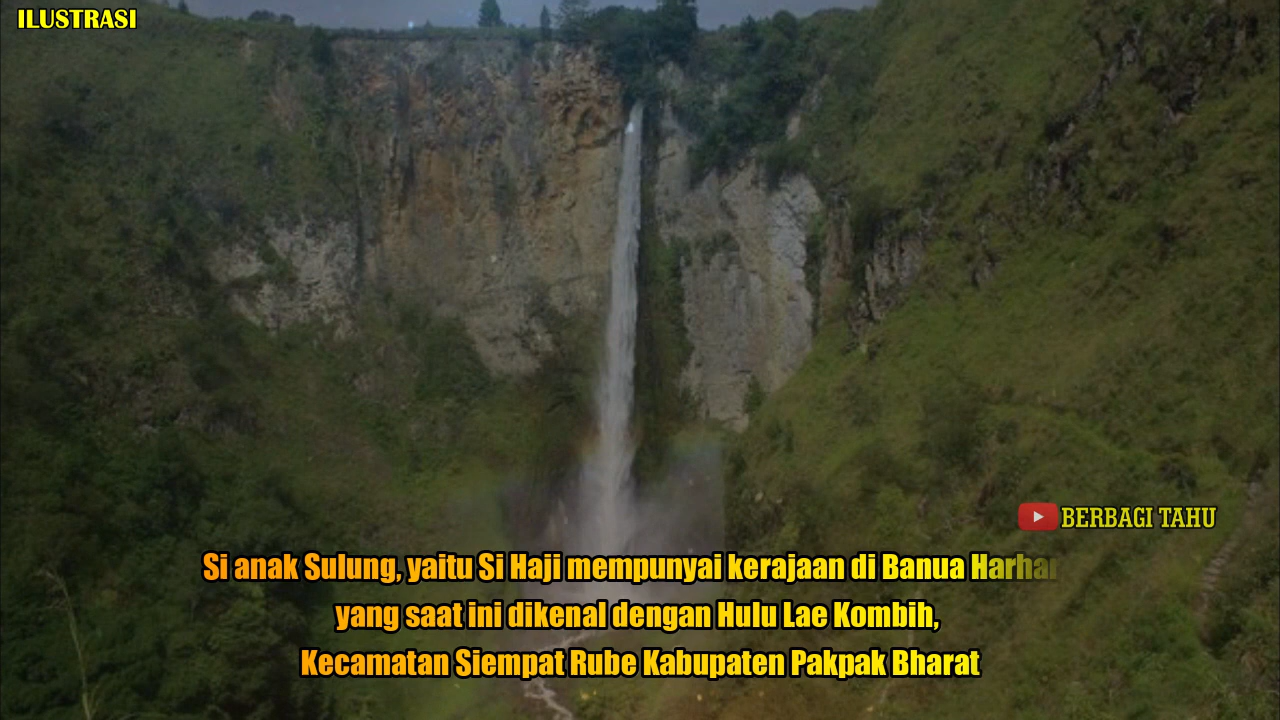 ILUSTRASI
BERBAGI TAHU
Si anak Sulung, yaitu Si Haji mempunyai kerajaan di Banua Harhar
yang saat ini dikenal dengan Hulu Lae Kombih,
Kecamatan Siempat Rube Kabupaten Pakpak Bharat